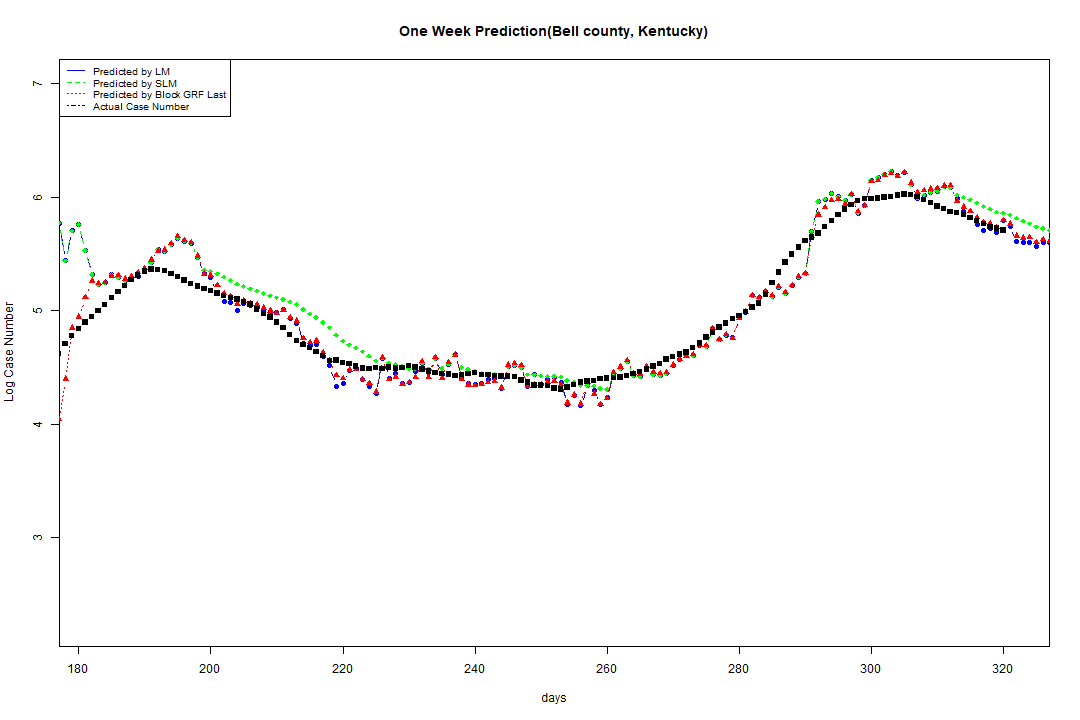 One Week Prediction(Bell county, Kentucky)
Predicted by LM
Predicted by SLM
Predicted by Block GRF Last
Actual Case Number
7
6
5
4
3
Log Case Number
180 200 220 240 260 280 300 320
days